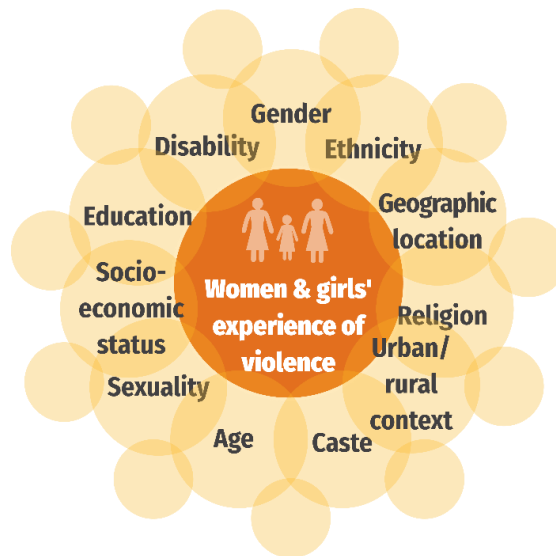 Gender
Disability
Ethnicity
Education
Geographic
location
Socio-
economic
status
Women & girls'
experience of
violence
Religion
Urban/
rural
context
Sexuality
Age
Caste